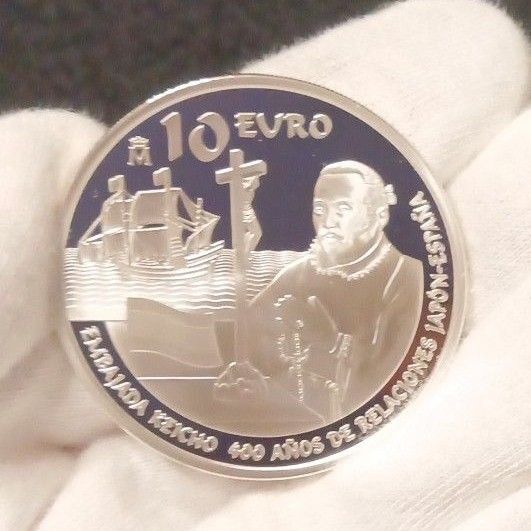 M 10 EURO
EMBAJADA KEICHO 400 AÑOS DE RELACIONES JAPÓN-ESPAÑA